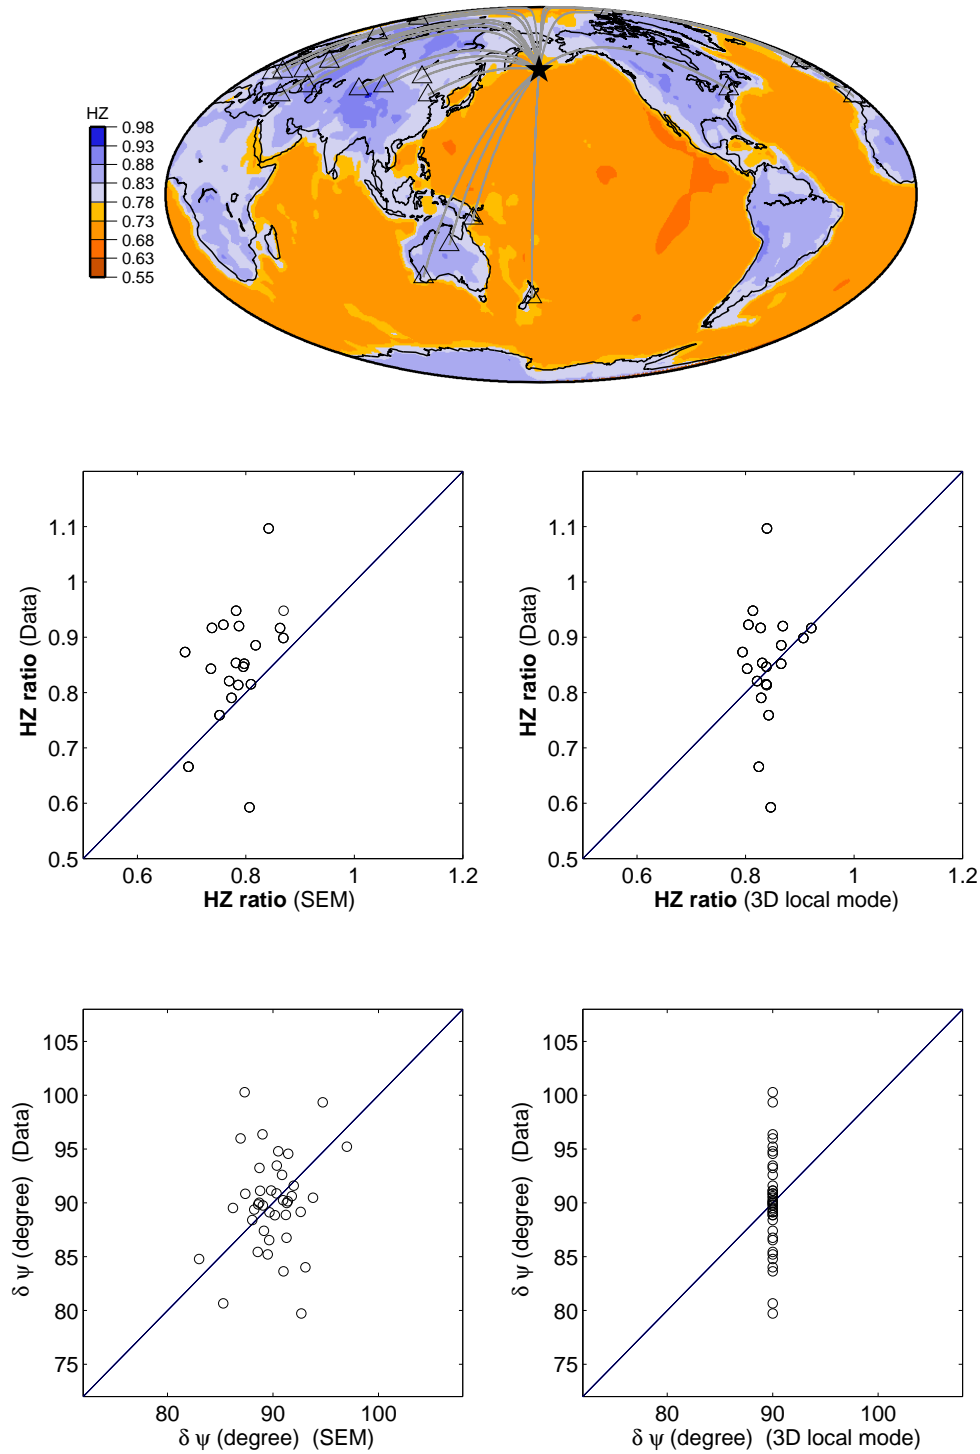 HZ
0.98
0.93
0.88
0.83
0.78
0.73
0.68
0.63
0.55
1.1
1
0.9
0.8
0.7
0.6
0.5
0.6 0.8 1 1.2
HZ ratio (Data)
HZ ratio (SEM)
1.1
1
0.9
0.8
0.7
0.6
0.5
0.6 0.8 1 1.2
HZ ratio (Data)
HZ ratio (3D local mode)
105
100
95
90
85
80
75
80 90 100
δ ψ (degree) (Data)
δ ψ (degree) (SEM)
105
100
95
90
85
80
75
80 90 100
δ ψ (degree) (Data)
δ ψ (degree) (3D local mode)